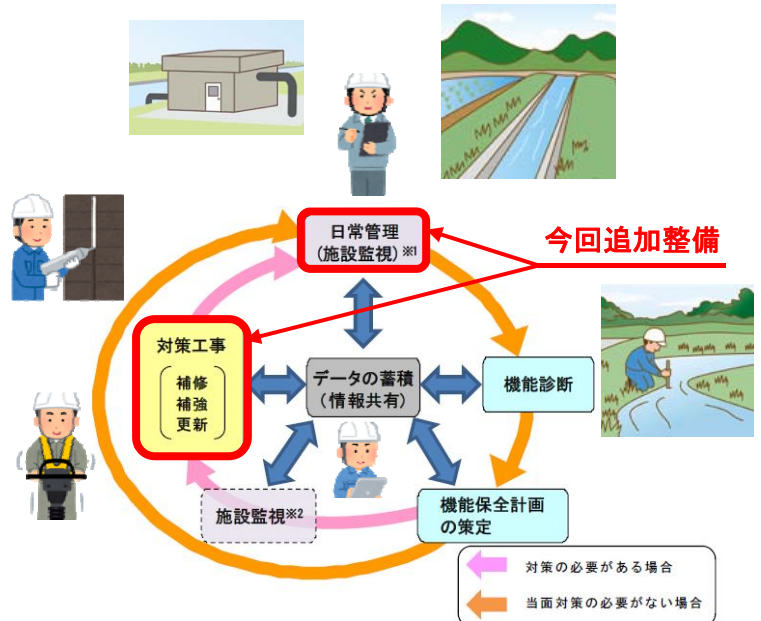 日常管理
(施設監視)※1
今回追加整備
対策工事
補修
補強
更新
データの蓄積
(情報共有)
機能診断
施設監視※2
機能保全計画
の策定
対策の必要がある場合
当面対策の必要がない場合